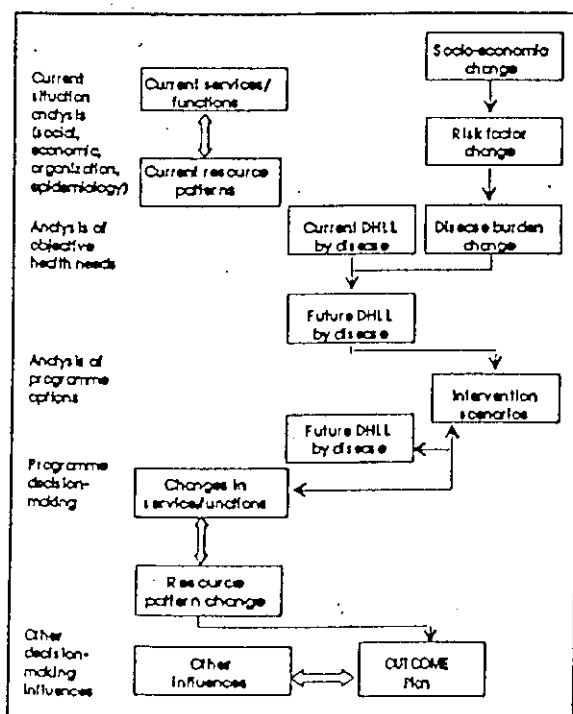 Current
situation
analysis
(social,
economic,
organization,
epidemiology)
Current services/
functions
Current resource
patterns
Socio-economic
change
Risk factor
change
Analysis of
objective
health needs
Current DHLL
by disease
Disease burden
change
Future DHLL
by disease
Analysis of
programme
options
Intervention
scenarios
Future DHLL
by disease
Programme
decision-
making
Changes in
service/functions
Resource
pattern change
Other
decision-
making
influences
Other
influences
OUTCOME
Plan